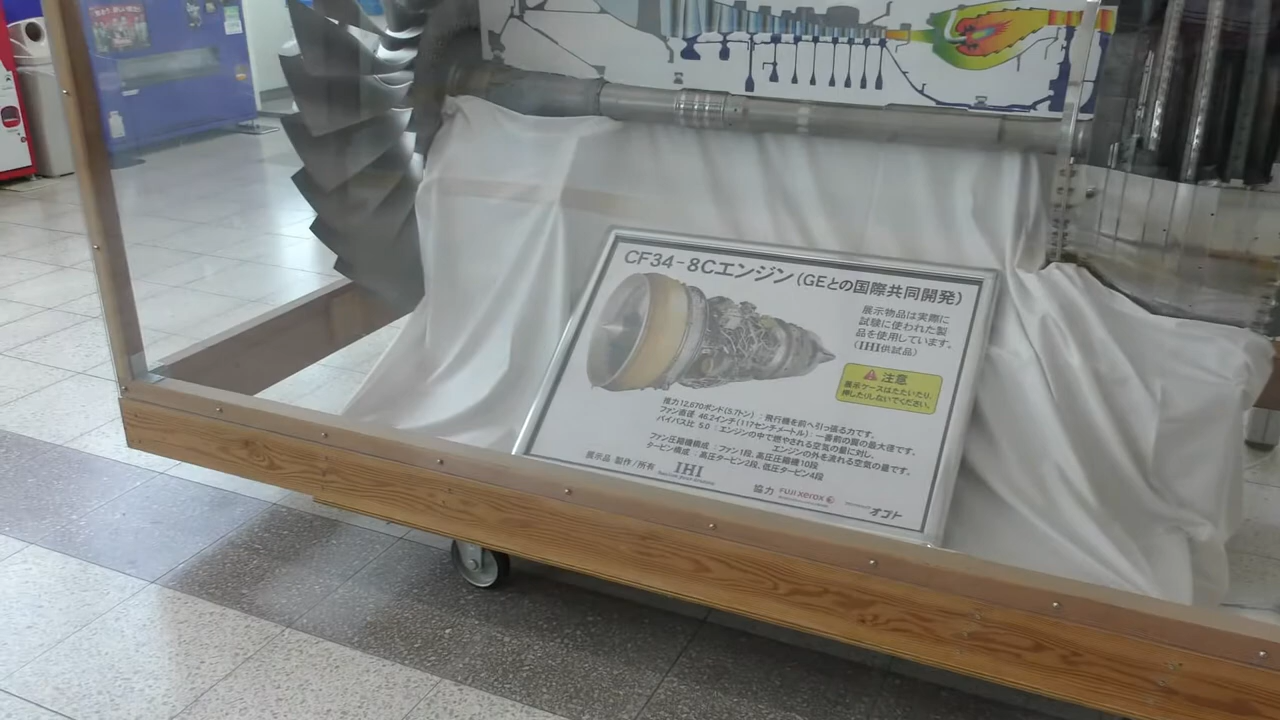 CF34-8Cエンジン(GEとの国際共同開発)
展示物品は実際に
試験に使われた製
品を使用しています。
(IHI供試品)
注意
展示ケースはたたいたり、
押したりしないでください。
推力12,670ポンド(5.7トン):飛行機を前へ引っ張る力です。
ファン直径 46.2インチ(117センチメートル):一番前の翼の最大径です。
バイパス比 5.0:エンジンの中で燃やされる空気の量に対し、
エンジンの外を流れる空気の量です。
ファン圧縮機構成:ファン1段、高圧圧縮機10段
タービン構成:高圧タービン2段、低圧タービン4段
展示品 製作/所有 IHI
協力 FUJI XEROX